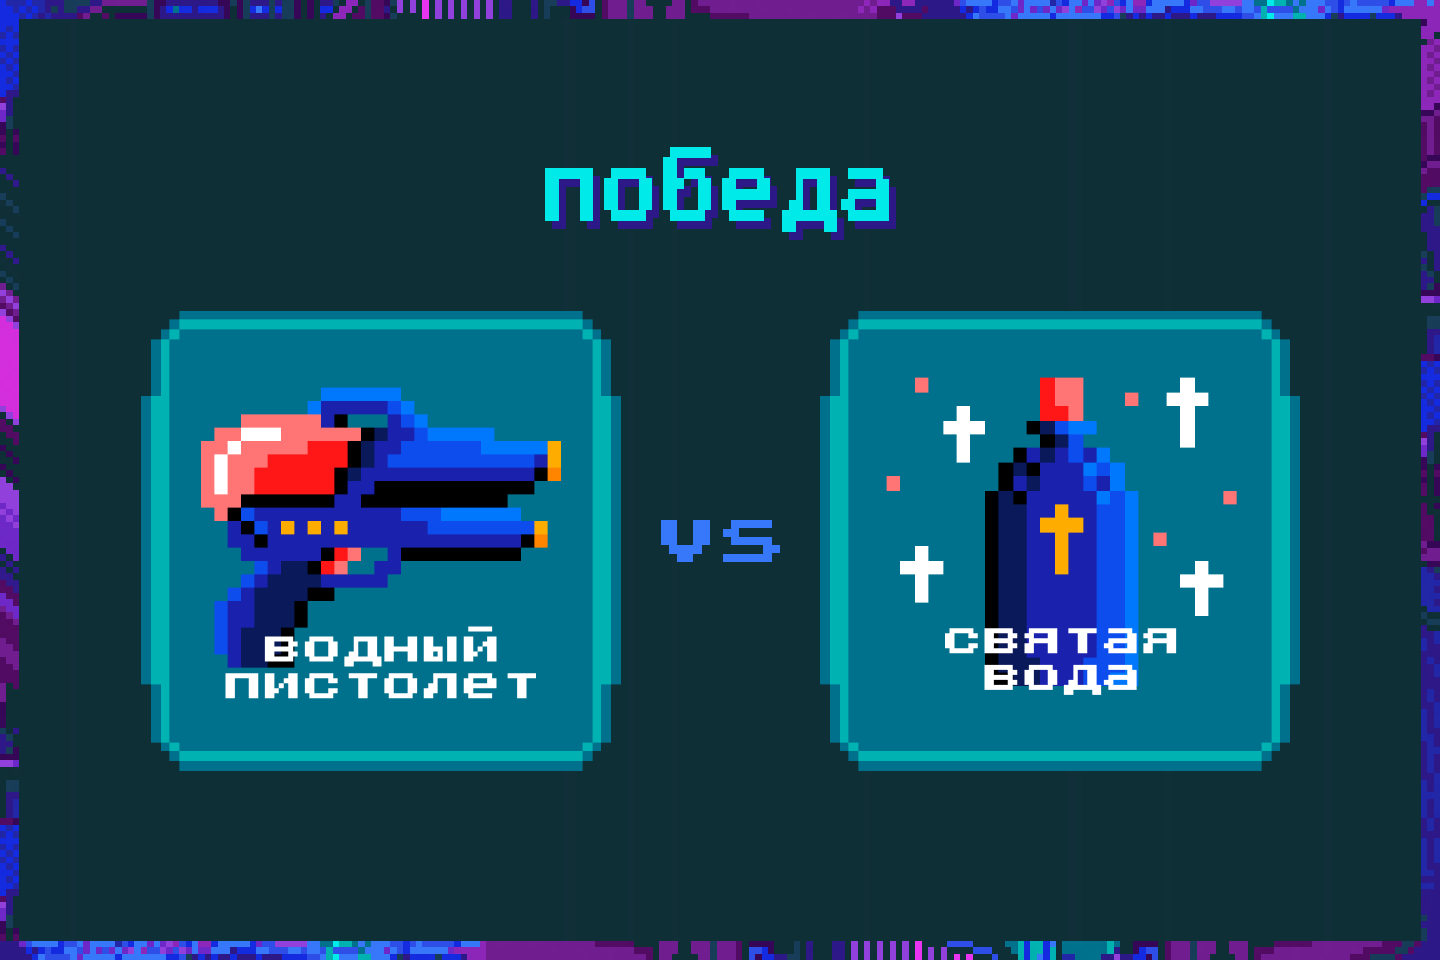 победа
водный
пистолет
vs
святая
вода